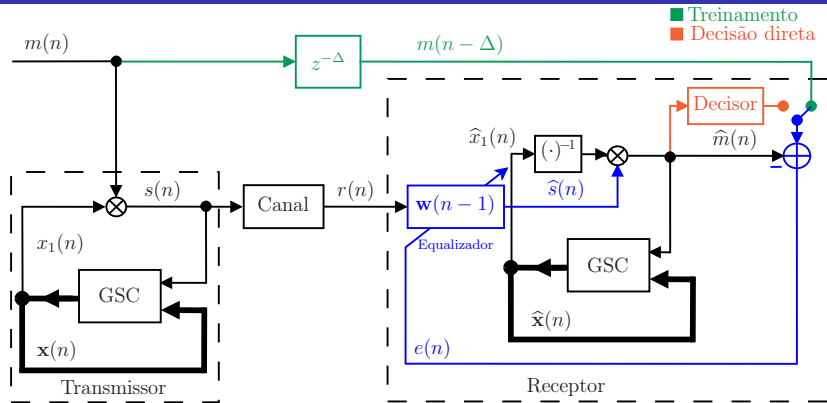 Treinamento
Decisão direta
m(n)
m(n − Δ)
z^{−Δ}
Decisor
x̂₁(n)
(·)⁻¹
m̂(n)
−
s(n)
Canal
r(n)
w(n − 1)
ŝ(n)
Equalizador
x₁(n)
GSC
GSC
x(n)
x̂(n)
e(n)
Transmissor
Receptor